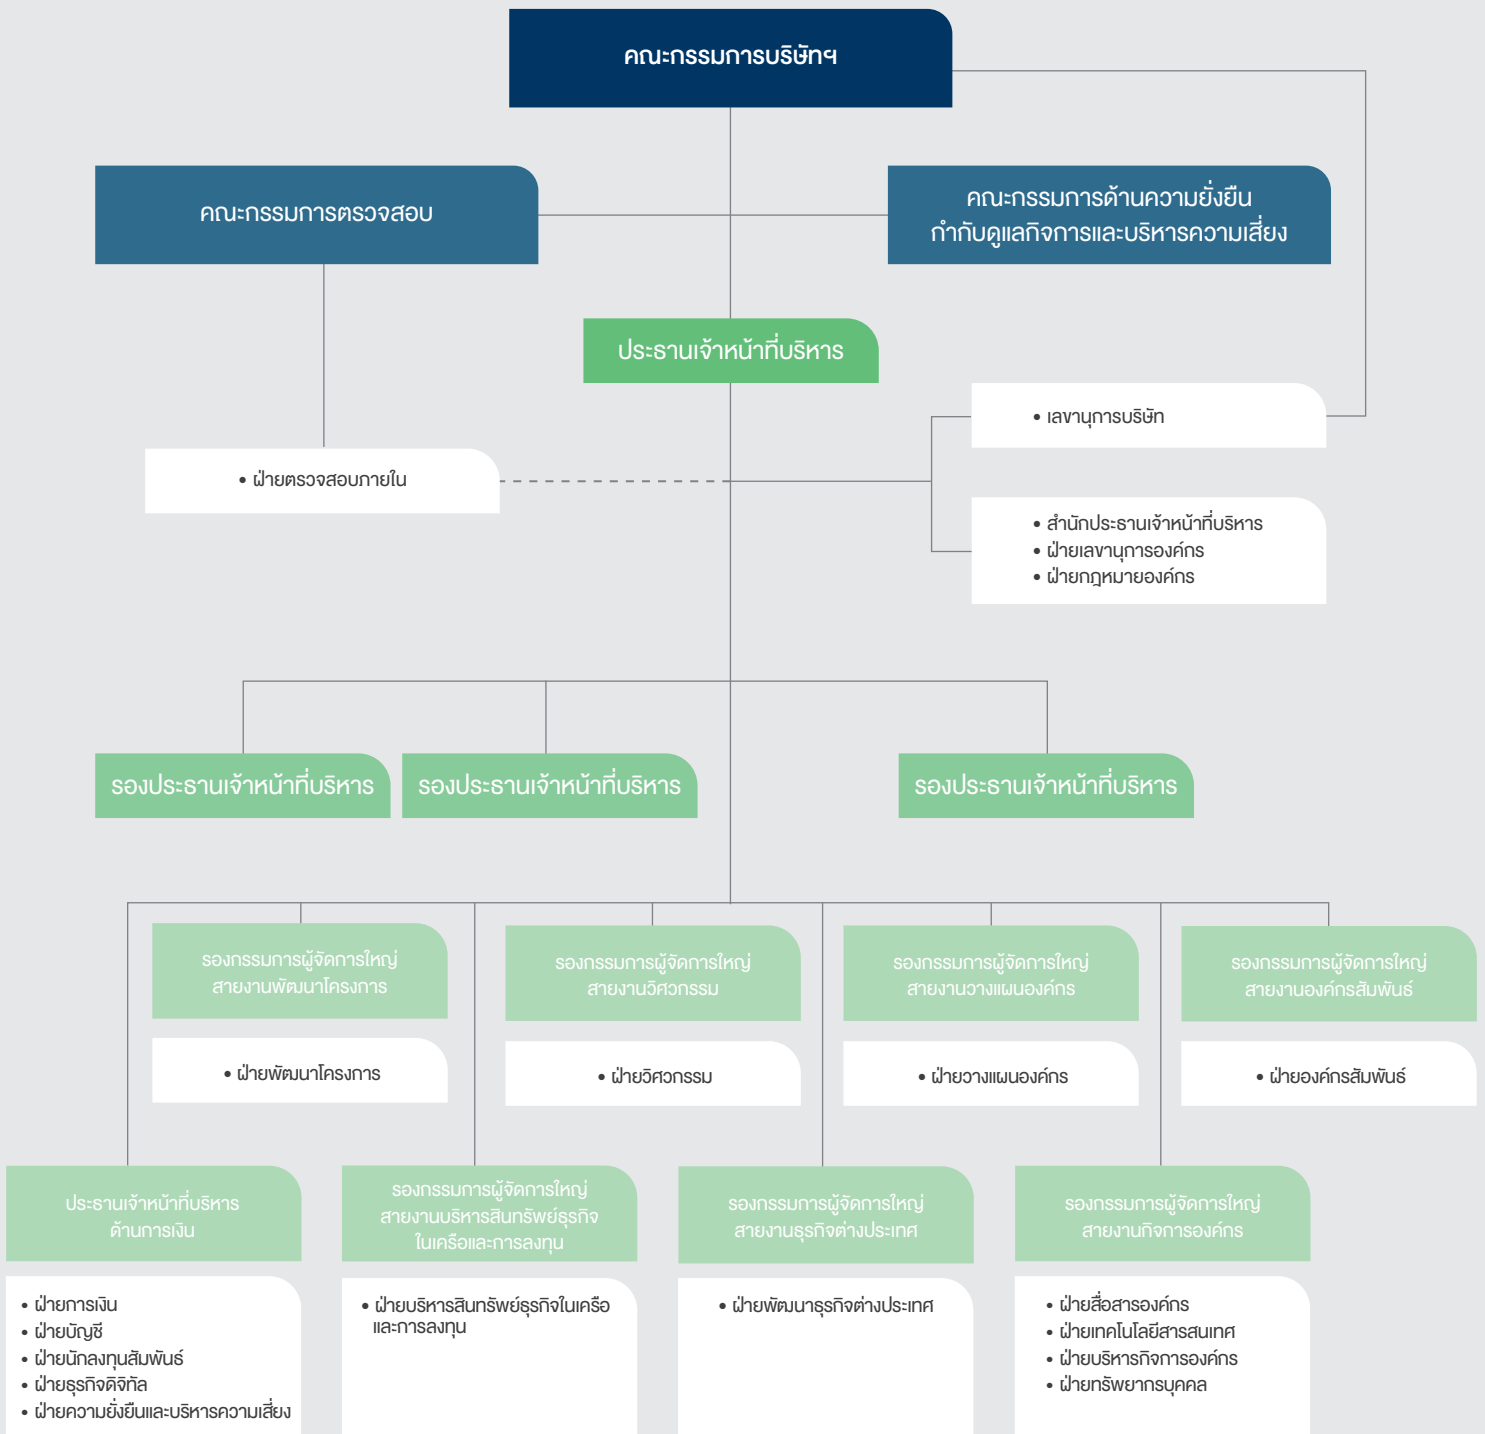 คณะกรรมการบริษัทฯ
คณะกรรมการตรวจสอบ
คณะกรรมการด้านความยั่งยืน
กำกับดูแลกิจการและบริหารความเสี่ยง
ประธานเจ้าหน้าที่บริหาร
• เลขานุการบริษัท
• ฝ่ายตรวจสอบภายใน
• สำนักประธานเจ้าหน้าที่บริหาร
• ฝ่ายเลขานุการองค์กร
• ฝ่ายกฎหมายองค์กร
รองประธานเจ้าหน้าที่บริหาร
รองประธานเจ้าหน้าที่บริหาร
รองประธานเจ้าหน้าที่บริหาร
รองกรรมการผู้จัดการใหญ่
สายงานพัฒนาโครงการ
• ฝ่ายพัฒนาโครงการ
รองกรรมการผู้จัดการใหญ่
สายงานวิศวกรรม
• ฝ่ายวิศวกรรม
รองกรรมการผู้จัดการใหญ่
สายงานวางแผนองค์กร
• ฝ่ายวางแผนองค์กร
รองกรรมการผู้จัดการใหญ่
สายงานองค์กรสัมพันธ์
• ฝ่ายองค์กรสัมพันธ์
ประธานเจ้าหน้าที่บริหาร
ด้านการเงิน
• ฝ่ายการเงิน
• ฝ่ายบัญชี
• ฝ่ายนักลงทุนสัมพันธ์
• ฝ่ายธุรกิจดิจิทัล
• ฝ่ายความยั่งยืนและบริหารความเสี่ยง
รองกรรมการผู้จัดการใหญ่
สายงานบริหารสินทรัพย์ธุรกิจ
ในเครือและการลงทุน
• ฝ่ายบริหารสินทรัพย์ธุรกิจในเครือ
และการลงทุน
รองกรรมการผู้จัดการใหญ่
สายงานธุรกิจต่างประเทศ
• ฝ่ายพัฒนาธุรกิจต่างประเทศ
รองกรรมการผู้จัดการใหญ่
สายงานกิจการองค์กร
• ฝ่ายสื่อสารองค์กร
• ฝ่ายเทคโนโลยีสารสนเทศ
• ฝ่ายบริหารกิจการองค์กร
• ฝ่ายทรัพยากรบุคคล